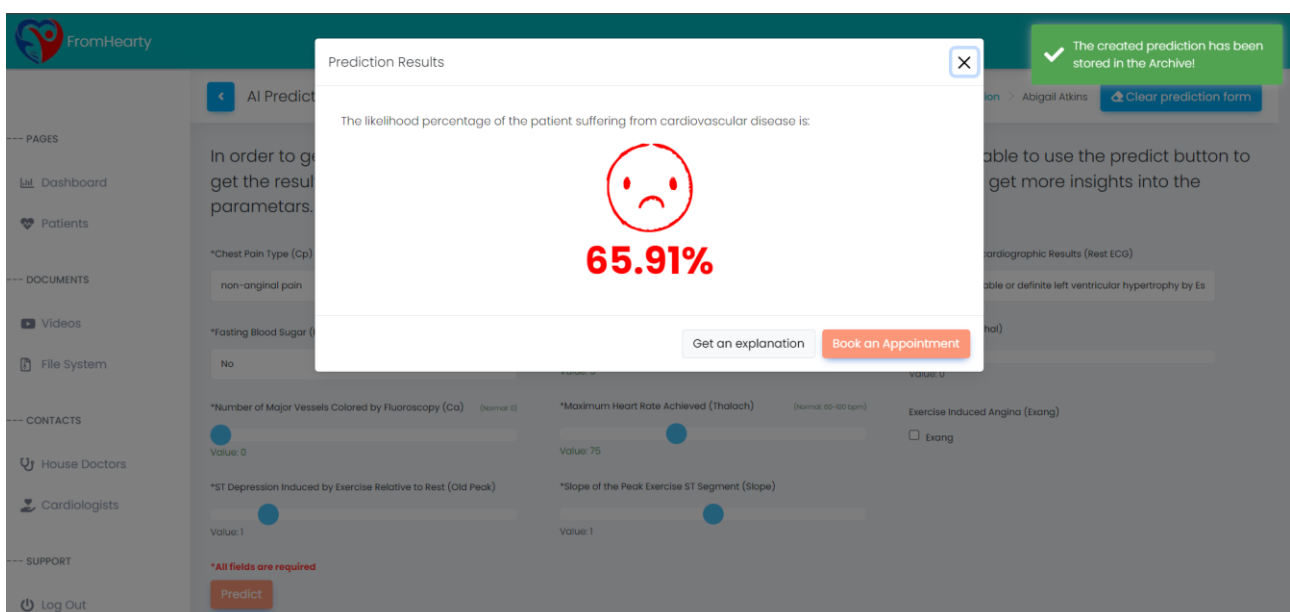 FromHearty
The created prediction has been
stored in the Archive!
Prediction Results
AI Predict
ion > Abigail Atkins
Clear prediction form
The likelihood percentage of the patient suffering from cardiovascular disease is:
65.91%
Get an explanation
Book an Appointment
--- PAGES
Dashboard
Patients
--- DOCUMENTS
Videos
File System
--- CONTACTS
House Doctors
Cardiologists
--- SUPPORT
Log Out
In order to ge
able to use the predict button to
get the resul
get more insights into the
parametars.
*Chest Pain Type (Cp)
cardiographic Results (Rest ECG)
non-anginal pain
able or definite left ventricular hypertrophy by Es
*Fasting Blood Sugar (
hal)
No
Value: 0
*Number of Major Vessels Colored by Fluoroscopy (Ca) (Normal: 0)
*Maximum Heart Rate Achieved (Thalach) (Normal: 60-100 bpm)
Exercise Induced Angina (Exang)
Exang
Value: 0
Value: 75
*ST Depression Induced by Exercise Relative to Rest (Old Peak)
*Slope of the Peak Exercise ST Segment (Slope)
Value: 1
Value: 1
*All fields are required
Predict